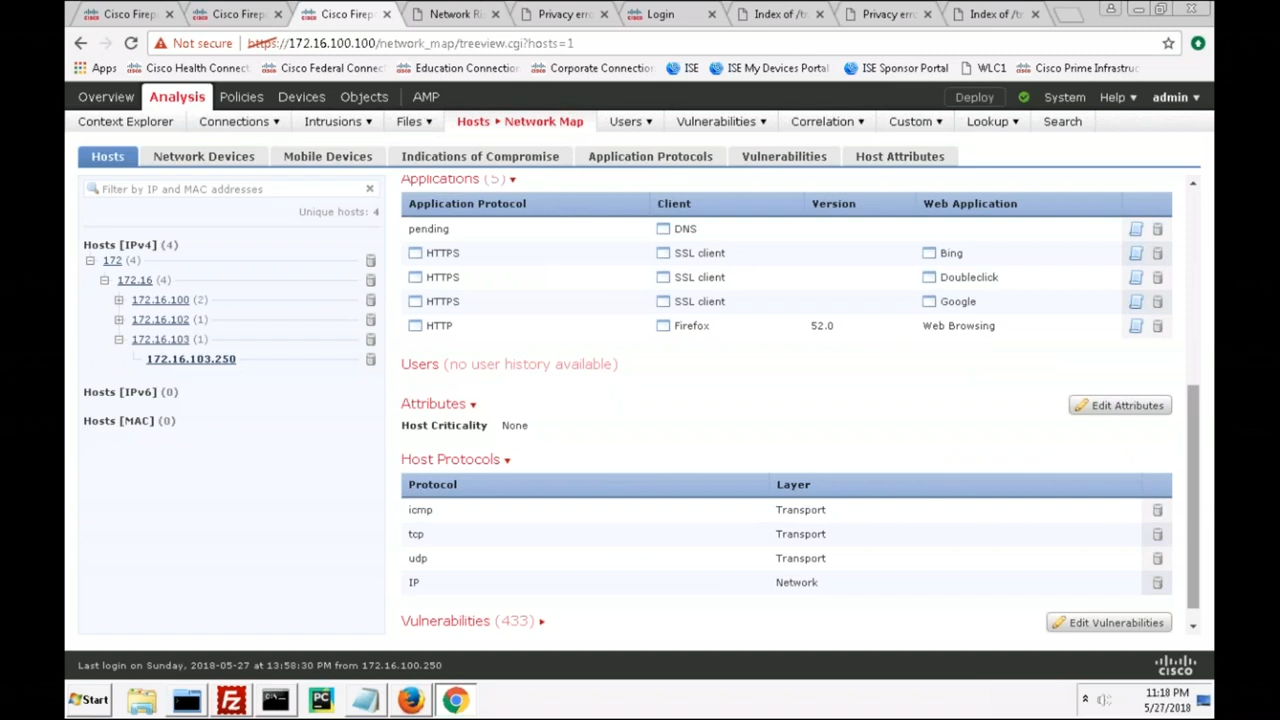 Cisco Firep × Cisco Firep × Cisco Firep × Network Ri × Privacy erro × Login × Index of /tr × Privacy erro × Index of /tr ×
Not secure https://172.16.100.100/network_map/treeview.cgi?hosts=1
Apps Cisco Health Connect Cisco Federal Connec Education Connection Corporate Connection ISE ISE My Devices Portal ISE Sponsor Portal WLC1 Cisco Prime Infrastruc
Overview Analysis Policies Devices Objects AMP Deploy System Help ▾ admin ▾
Context Explorer Connections ▾ Intrusions ▾ Files ▾ Hosts ▸ Network Map Users ▾ Vulnerabilities ▾ Correlation ▾ Custom ▾ Lookup ▾ Search
Hosts Network Devices Mobile Devices Indications of Compromise Application Protocols Vulnerabilities Host Attributes
Filter by IP and MAC addresses ×
Unique hosts: 4
Hosts [IPv4] (4)
172 (4)
172.16 (4)
172.16.100 (2)
172.16.102 (1)
172.16.103 (1)
172.16.103.250
Hosts [IPv6] (0)
Hosts [MAC] (0)
Applications (5) ▾
Application Protocol Client Version Web Application
pending DNS
HTTPS SSL client Bing
HTTPS SSL client Doubleclick
HTTPS SSL client Google
HTTP Firefox 52.0 Web Browsing
Users (no user history available)
Attributes ▾ Edit Attributes
Host Criticality None
Host Protocols ▾
Protocol Layer
icmp Transport
tcp Transport
udp Transport
IP Network
Vulnerabilities (433) ▸ Edit Vulnerabilities
Last login on Sunday, 2018-05-27 at 13:58:30 PM from 172.16.100.250
CISCO
Start Fz PC 11:18 PM
5/27/2018